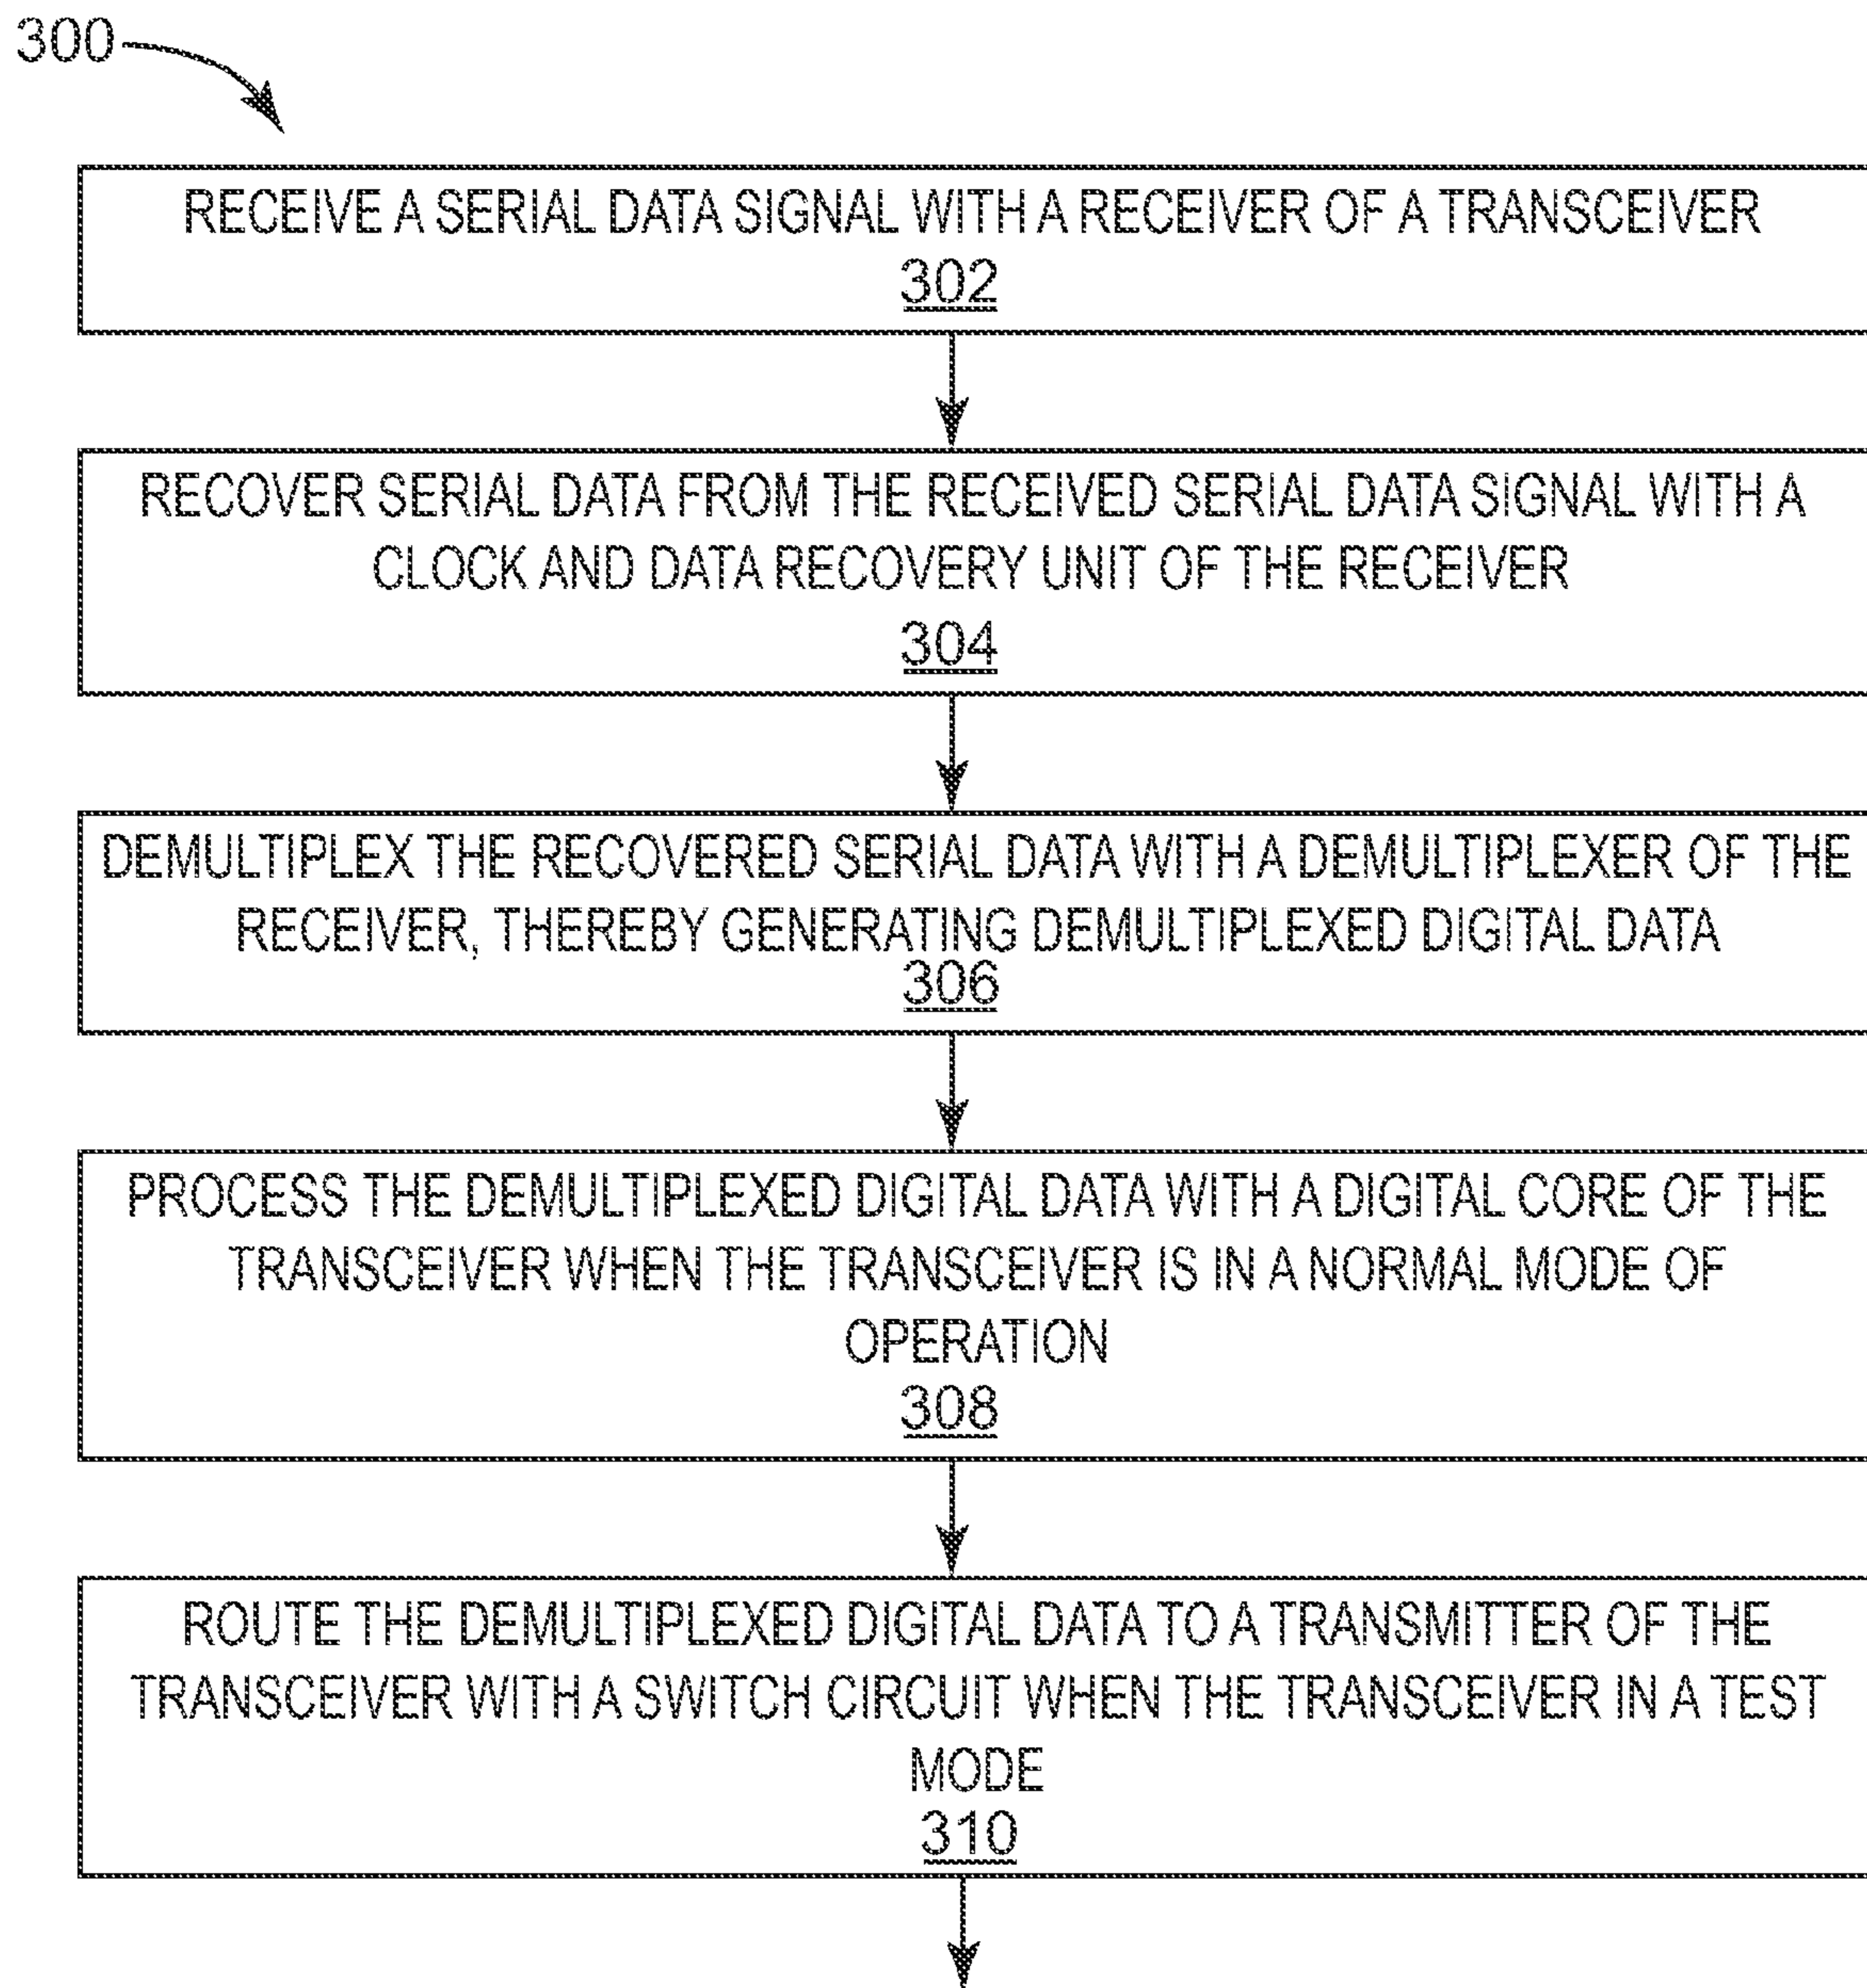 300
RECEIVE A SERIAL DATA SIGNAL WITH A RECEIVER OF A TRANSCEIVER
302
RECOVER SERIAL DATA FROM THE RECEIVED SERIAL DATA SIGNAL WITH A
CLOCK AND DATA RECOVERY UNIT OF THE RECEIVER
304
DEMULTIPLEX THE RECOVERED SERIAL DATA WITH A DEMULTIPLEXER OF THE
RECEIVER, THEREBY GENERATING DEMULTIPLEXED DIGITAL DATA
306
PROCESS THE DEMULTIPLEXED DIGITAL DATA WITH A DIGITAL CORE OF THE
TRANSCEIVER WHEN THE TRANSCEIVER IS IN A NORMAL MODE OF
OPERATION
308
ROUTE THE DEMULTIPLEXED DIGITAL DATA TO A TRANSMITTER OF THE
TRANSCEIVER WITH A SWITCH CIRCUIT WHEN THE TRANSCEIVER IN A TEST
MODE
310